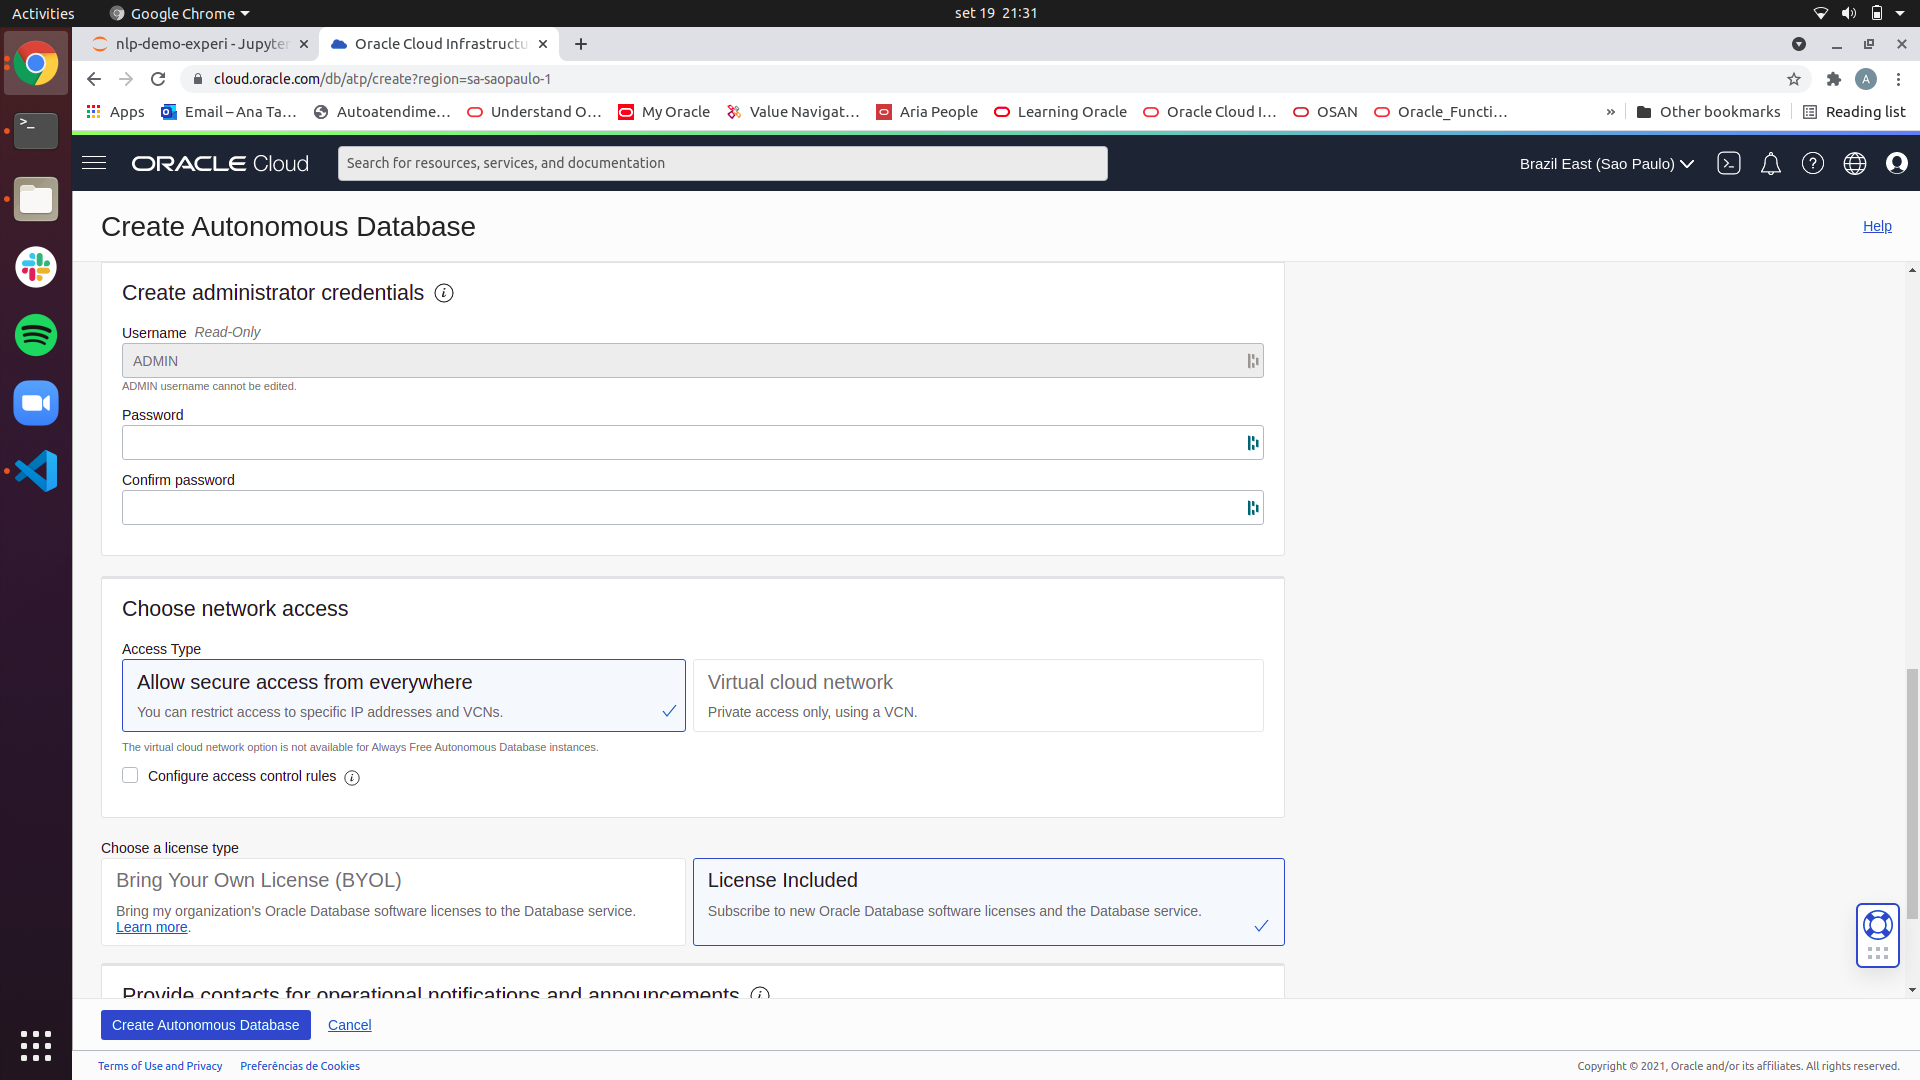 Activities
Google Chrome
set 19 21:31
nlp-demo-experi - Jupyter
Oracle Cloud Infrastructu
cloud.oracle.com/db/atp/create?region=sa-saopaulo-1
A
Apps
Email – Ana Ta…
Autoatendime…
Understand O…
My Oracle
Value Navigat…
Aria People
Learning Oracle
Oracle Cloud I…
OSAN
Oracle_Functi…
»
Other bookmarks
Reading list
ORACLE Cloud
Search for resources, services, and documentation
Brazil East (Sao Paulo)
Create Autonomous Database
Help
Create administrator credentials
Username Read-Only
ADMIN
ADMIN username cannot be edited.
Password
Confirm password
Choose network access
Access Type
Allow secure access from everywhere
You can restrict access to specific IP addresses and VCNs.
Virtual cloud network
Private access only, using a VCN.
The virtual cloud network option is not available for Always Free Autonomous Database instances.
Configure access control rules
Choose a license type
Bring Your Own License (BYOL)
Bring my organization's Oracle Database software licenses to the Database service.
Learn more.
License Included
Subscribe to new Oracle Database software licenses and the Database service.
Provide contacts for operational notifications and announcements
Create Autonomous Database
Cancel
Terms of Use and Privacy
Preferências de Cookies
Copyright © 2021, Oracle and/or its affiliates. All rights reserved.